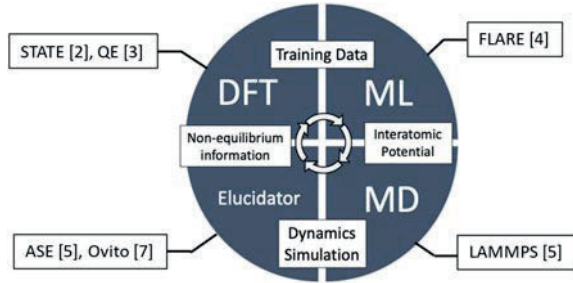 STATE [2], QE [3]
FLARE [4]
Training Data
DFT
ML
Non-equilibrium
information
Interatomic
Potential
Elucidator
MD
Dynamics
Simulation
ASE [5], Ovito [7]
LAMMPS [5]